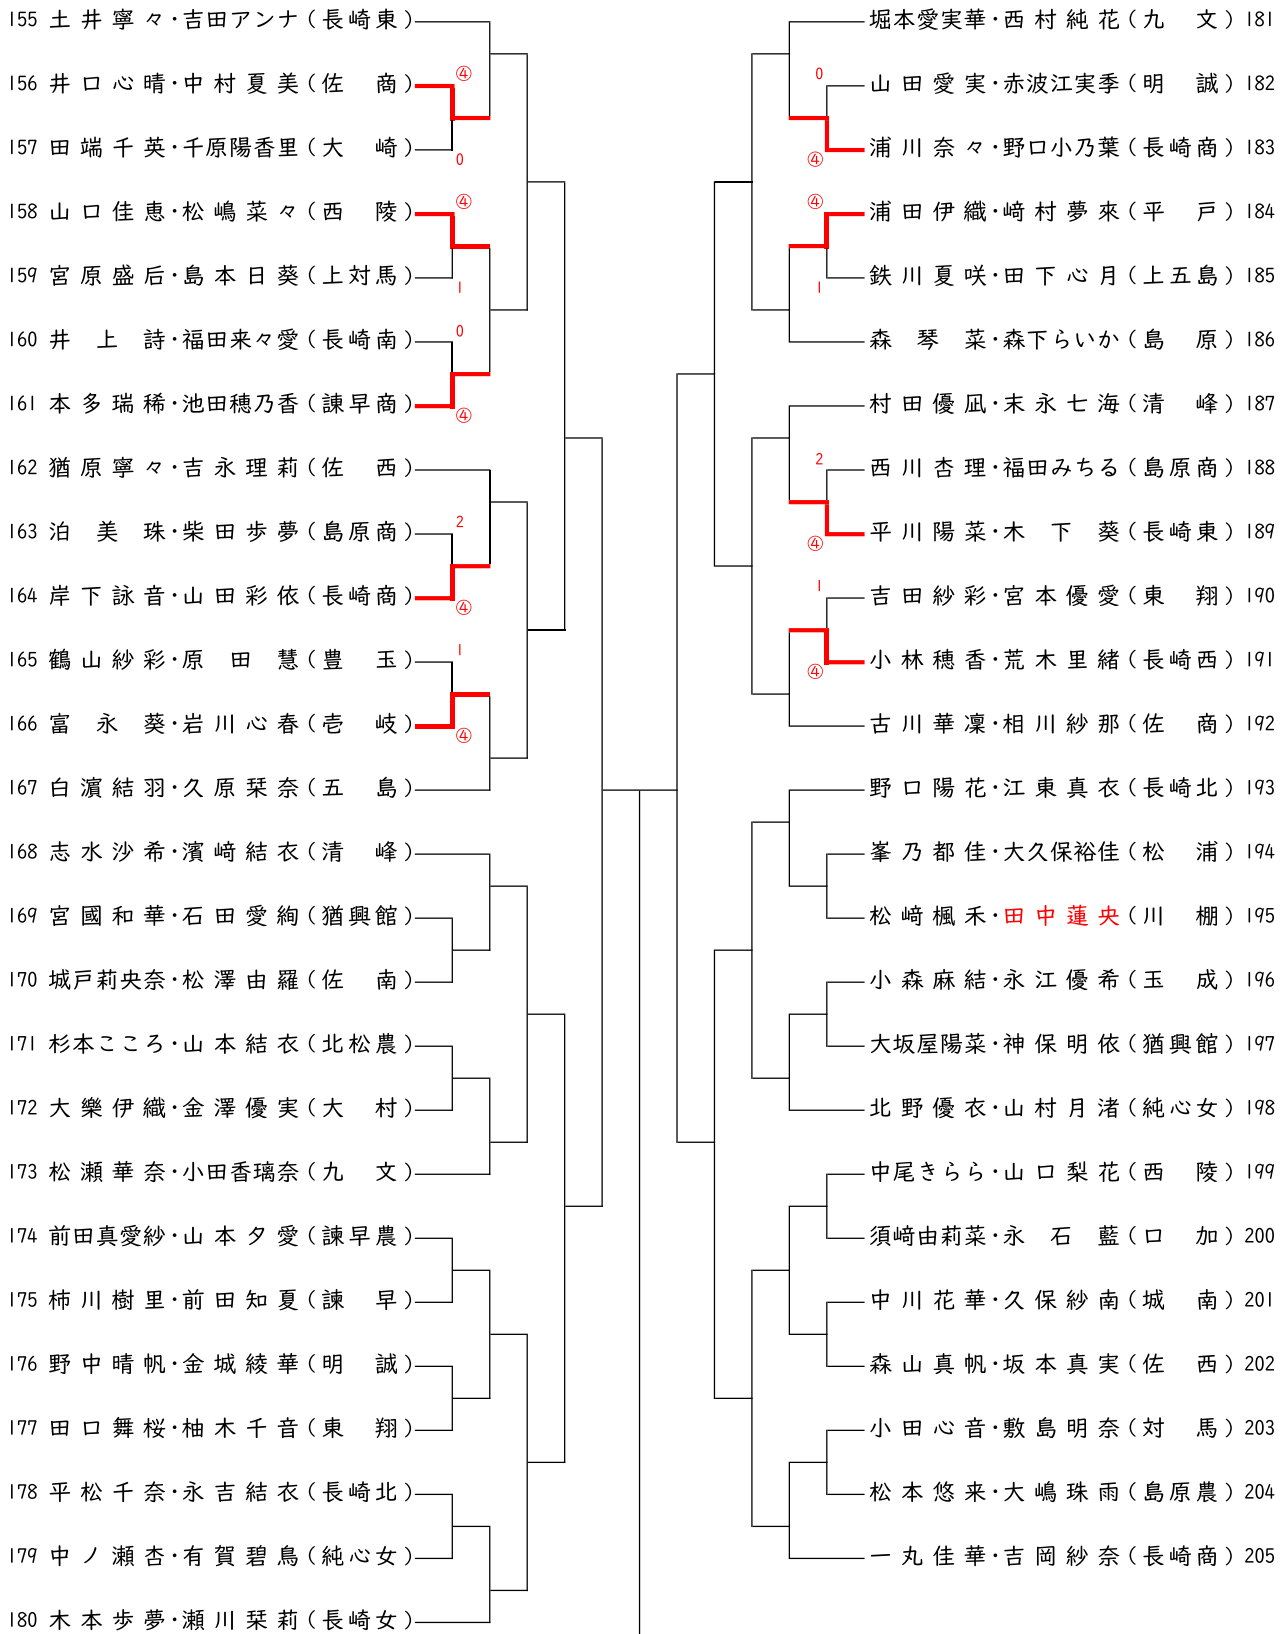 155 土井寧々・吉田アンナ(長崎東)
156 井口心晴・中村夏美(佐商)
④
157 田端千英・千原陽香里(大崎)
0
158 山口佳恵・松嶋菜々(西陵)
④
159 宮原盛后・島本日葵(上対馬)
1
160 井上詩・福田来々愛(長崎南)
0
161 本多瑞稀・池田穂乃香(諫早商)
④
162 猶原寧々・吉永理莉(佐西)
163 泊美珠・柴田歩夢(島原商)
2
164 岸下詠音・山田彩依(長崎商)
④
165 鶴山紗彩・原田慧(豊玉)
1
166 富永葵・岩川心春(壱岐)
④
167 白濵結羽・久原栞奈(五島)
168 志水沙希・濱﨑結衣(清峰)
169 宮國和華・石田愛絢(猶興館)
170 城戸莉央奈・松澤由羅(佐南)
171 杉本こころ・山本結衣(北松農)
172 大樂伊織・金澤優実(大村)
173 松瀬華奈・小田香璃奈(九文)
174 前田真愛紗・山本夕愛(諫早農)
175 柿川樹里・前田知夏(諫早)
176 野中晴帆・金城綾華(明誠)
177 田口舞桜・柚木千音(東翔)
178 平松千奈・永吉結衣(長崎北)
179 中ノ瀬杏・有賀碧鳥(純心女)
180 木本歩夢・瀬川栞莉(長崎女)
堀本愛実華・西村純花(九文) 181
0
山田愛実・赤波江実季(明誠) 182
④
浦川奈々・野口小乃葉(長崎商) 183
④
浦田伊織・﨑村夢來(平戸) 184
1
鉄川夏咲・田下心月(上五島) 185
森琴菜・森下らいか(島原) 186
村田優凪・末永七海(清峰) 187
2
西川杏理・福田みちる(島原商) 188
④
平川陽菜・木下葵(長崎東) 189
1
吉田紗彩・宮本優愛(東翔) 190
④
小林穂香・荒木里緒(長崎西) 191
古川華凜・相川紗那(佐商) 192
野口陽花・江東真衣(長崎北) 193
峯乃都佳・大久保裕佳(松浦) 194
松﨑楓禾・田中蓮央(川棚) 195
小森麻結・永江優希(玉成) 196
大坂屋陽菜・神保明依(猶興館) 197
北野優衣・山村月渚(純心女) 198
中尾きらら・山口梨花(西陵) 199
須﨑由莉菜・永石藍(口加) 200
中川花華・久保紗南(城南) 201
森山真帆・坂本真実(佐西) 202
小田心音・敷島明奈(対馬) 203
松本悠来・大嶋珠雨(島原農) 204
一丸佳華・吉岡紗奈(長崎商) 205